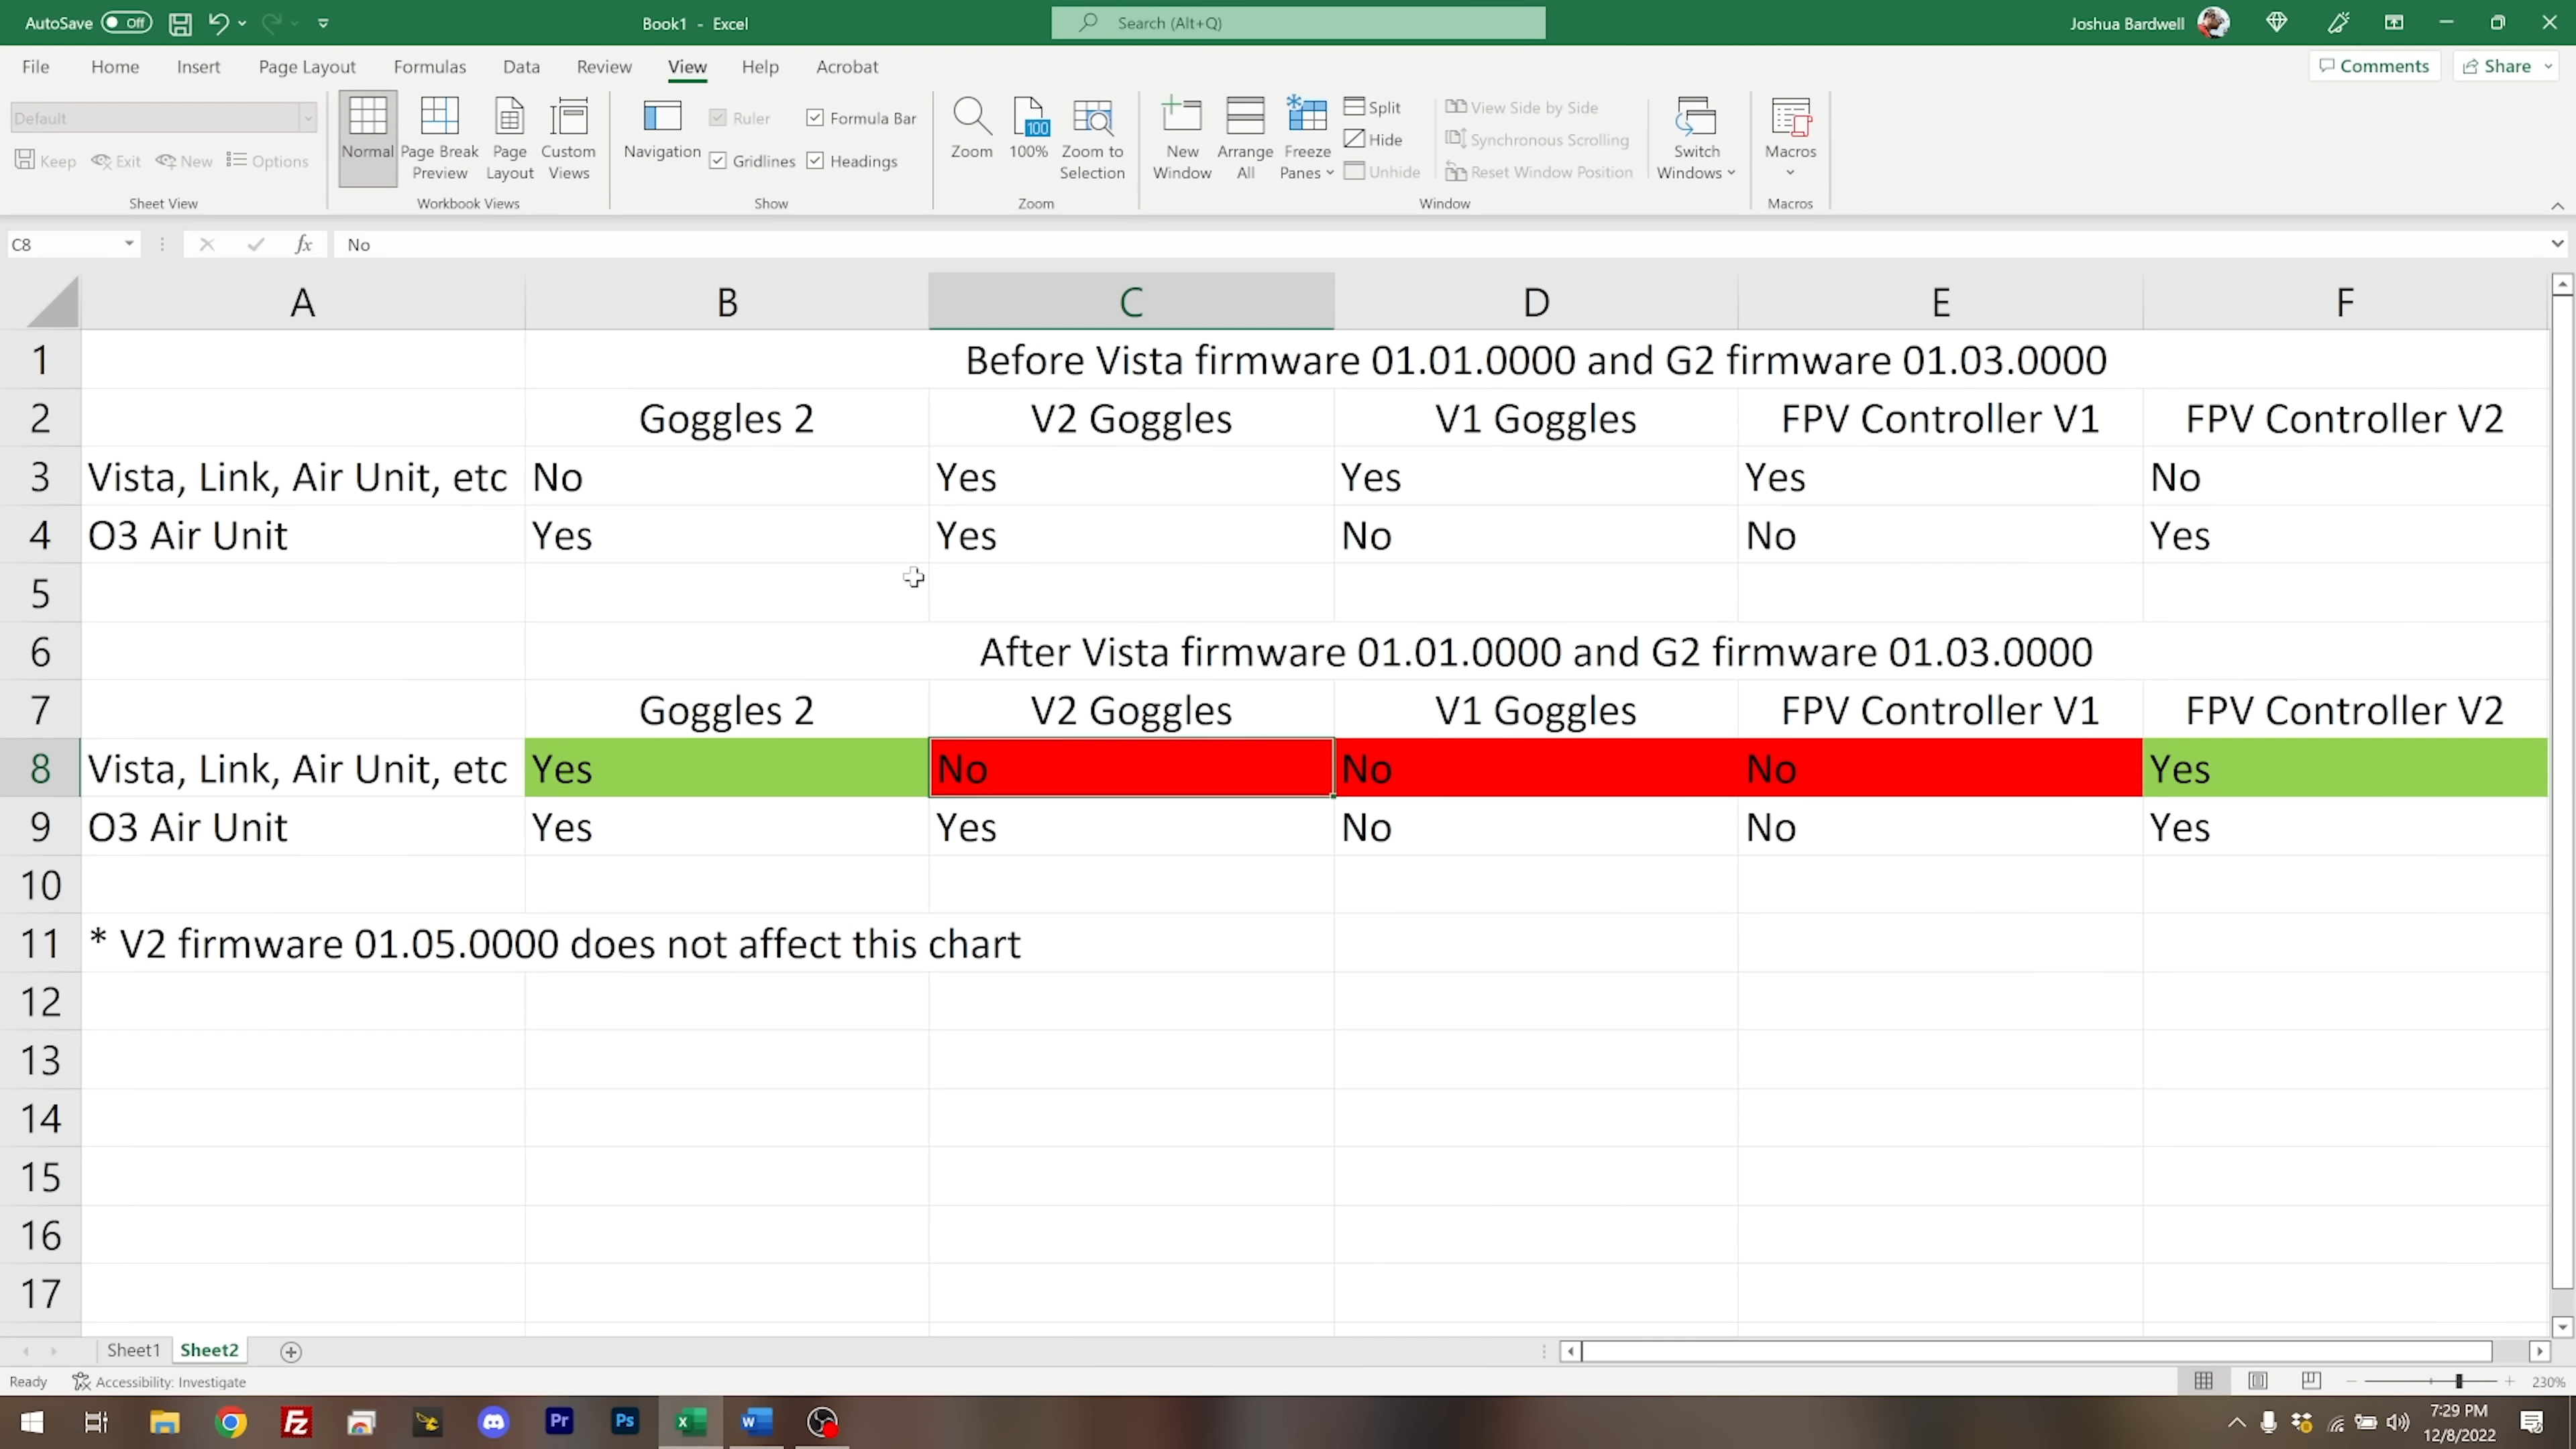 AutoSave Off Book1 - Excel Search (Alt+Q) Joshua Bardwell
File Home Insert Page Layout Formulas Data Review View Help Acrobat Comments Share
Default
Keep Exit New Options
Sheet View
Normal
Page Break Preview
Page Layout
Custom Views
Workbook Views
Navigation
Ruler Formula Bar
Gridlines Headings
Show
Zoom
100
100%
Zoom to Selection
Zoom
New Window
Arrange All
Freeze Panes
Split
Hide
Unhide
View Side by Side
Synchronous Scrolling
Reset Window Position
Switch Windows
Window
Macros
Macros
C8 fx No
A B C D E F
1 Before Vista firmware 01.01.0000 and G2 firmware 01.03.0000
2 Goggles 2 V2 Goggles V1 Goggles FPV Controller V1 FPV Controller V2
3 Vista, Link, Air Unit, etc No Yes Yes Yes No
4 O3 Air Unit Yes Yes No No Yes
5
6 After Vista firmware 01.01.0000 and G2 firmware 01.03.0000
7 Goggles 2 V2 Goggles V1 Goggles FPV Controller V1 FPV Controller V2
8 Vista, Link, Air Unit, etc Yes No No No Yes
9 O3 Air Unit Yes Yes No No Yes
10
11 * V2 firmware 01.05.0000 does not affect this chart
12
13
14
15
16
17
Sheet1 Sheet2
Ready Accessibility: Investigate 230%
Fz Pr Ps X W 7:29 PM
12/8/2022